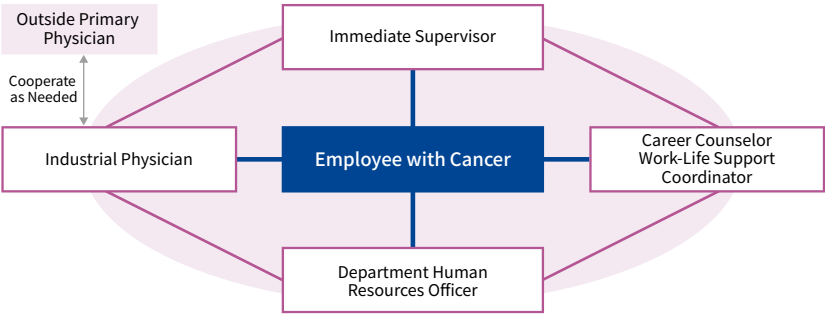 Outside Primary
Physician
Immediate Supervisor
Cooperate
as Needed
Industrial Physician
Employee with Cancer
Career Counselor
Work-Life Support
Coordinator
Department Human
Resources Officer